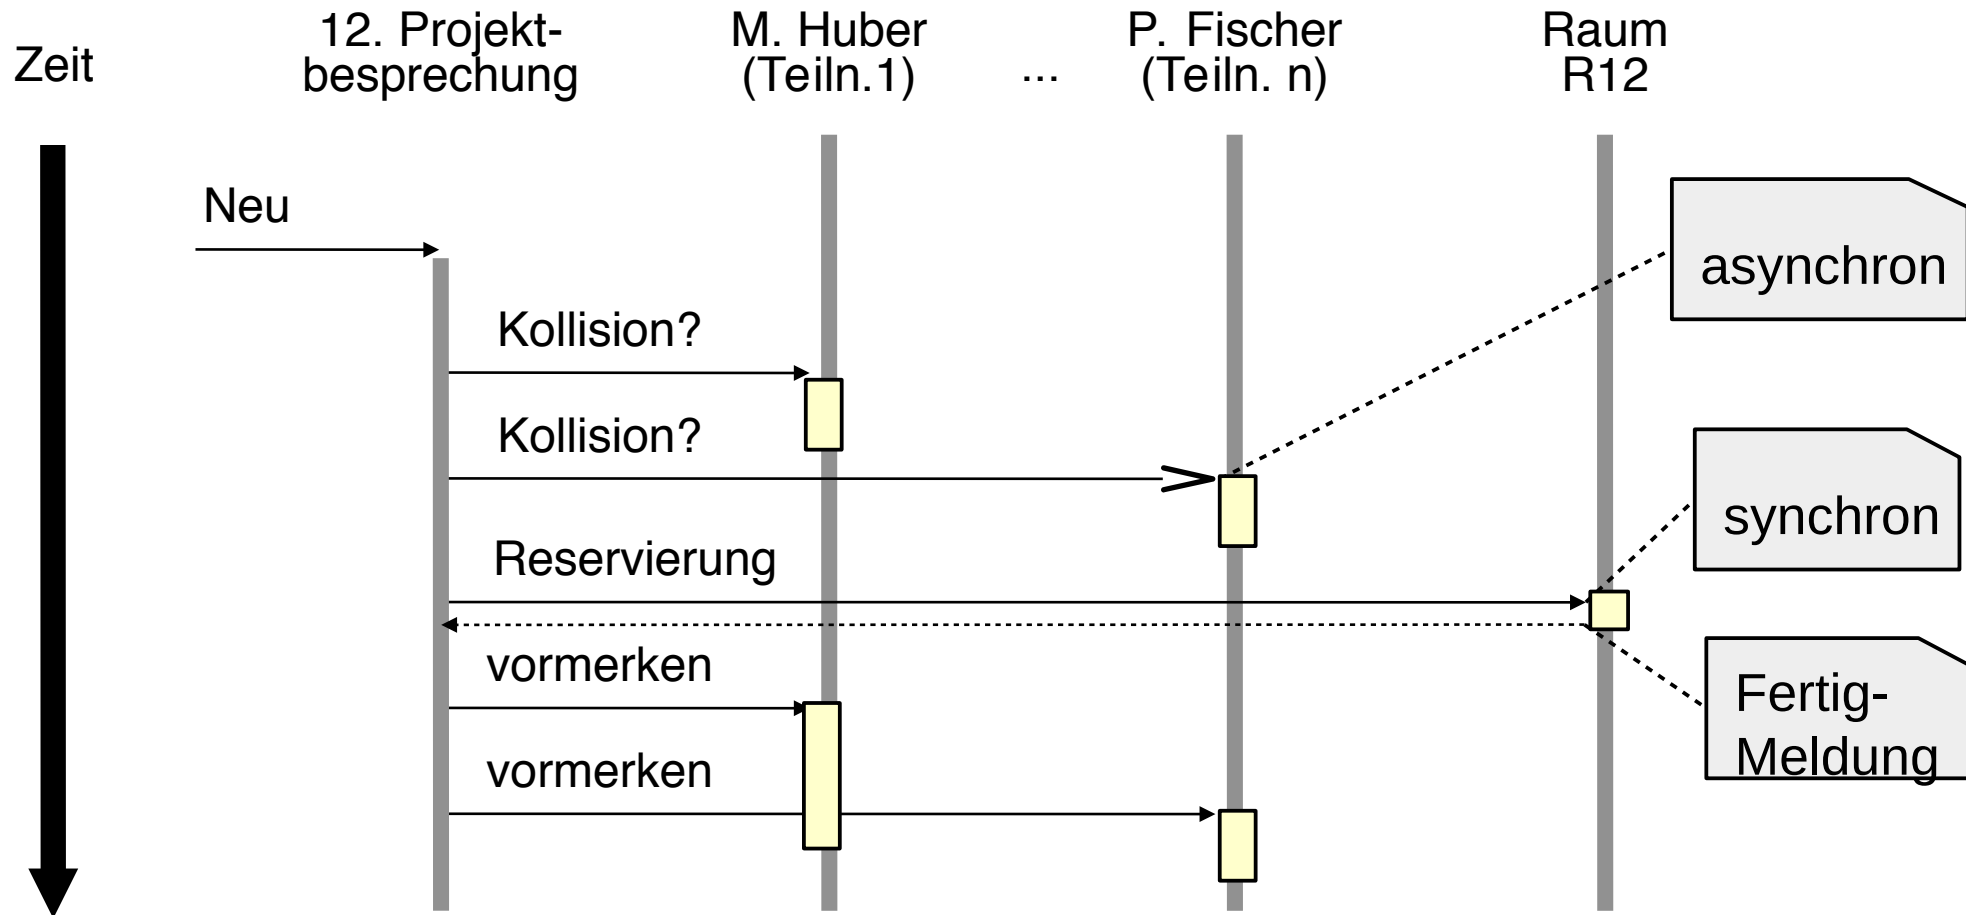 Zeit
12. Projekt-
besprechung
M. Huber
(Teiln.1)
...
P. Fischer
(Teiln. n)
Raum
R12
Neu
asynchron
Kollision?
Kollision?
synchron
Reservierung
vormerken
Fertig-
Meldung
vormerken